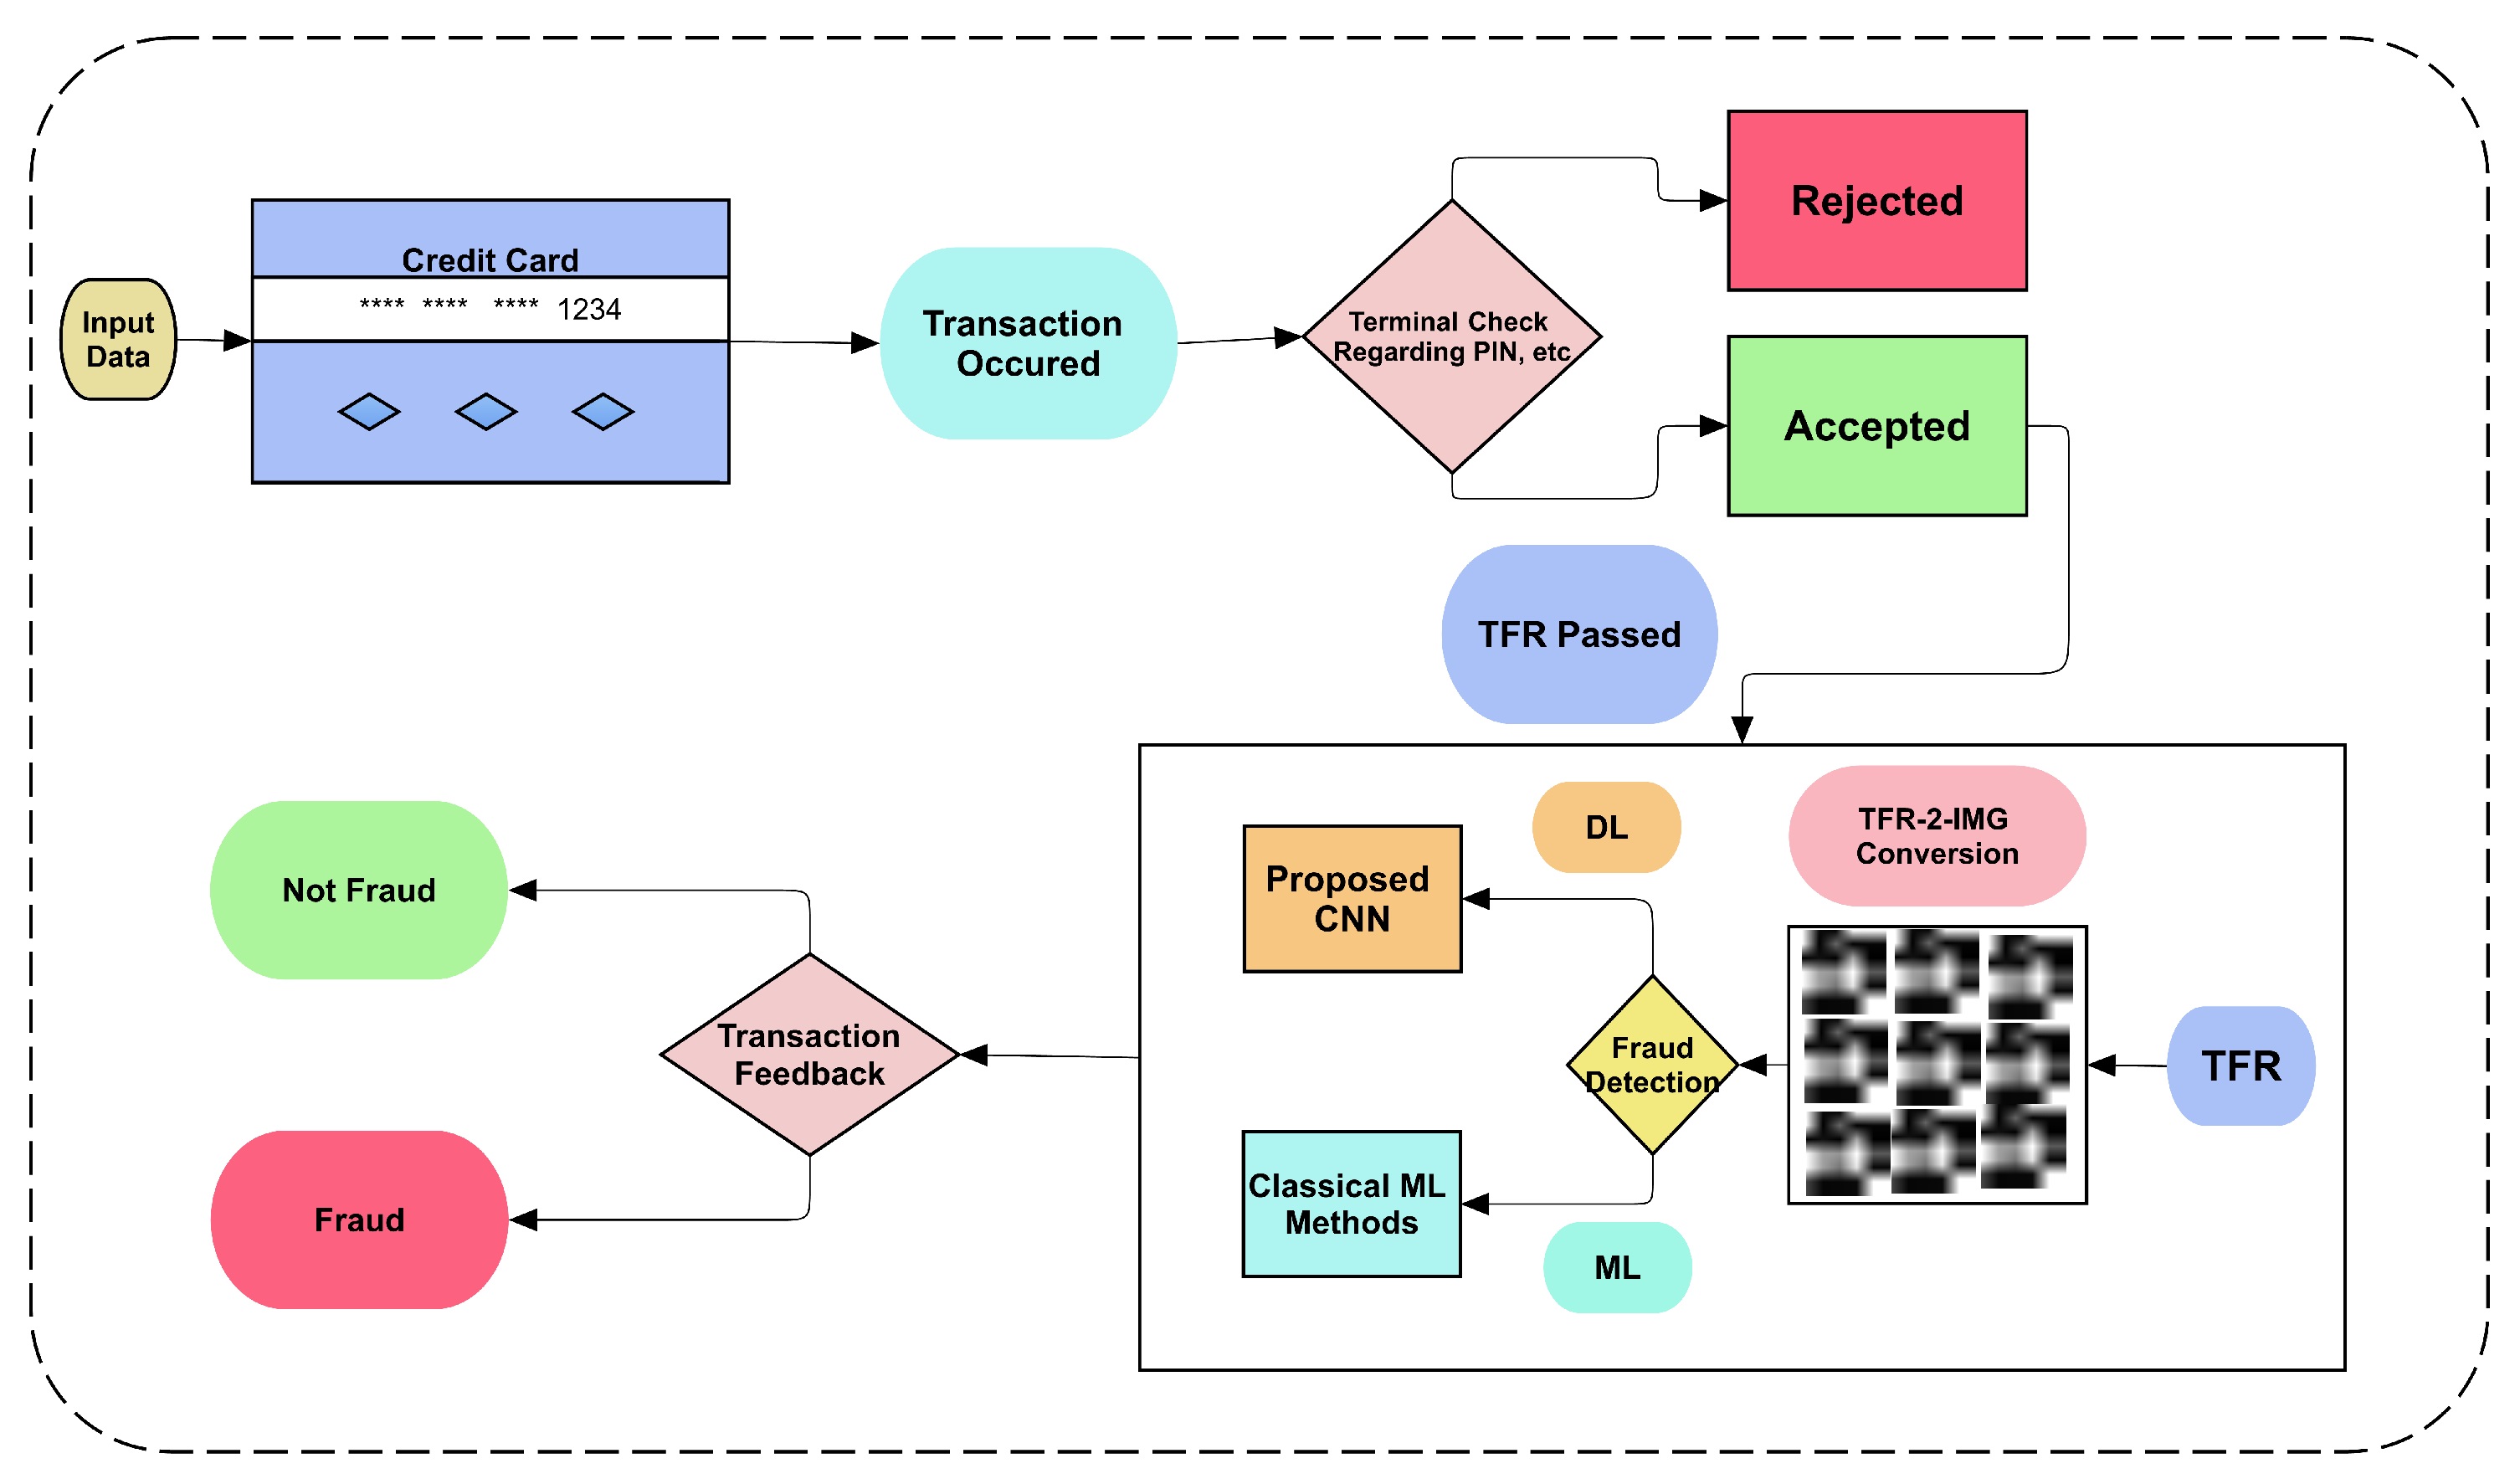 Input
Data
Credit Card
**** **** **** 1234
Transaction
Occured
Terminal Check
Regarding PIN, etc
Rejected
Accepted
TFR Passed
TFR
TFR-2-IMG
Conversion
Fraud
Detection
DL
Proposed
CNN
ML
Classical ML
Methods
Transaction
Feedback
Not Fraud
Fraud